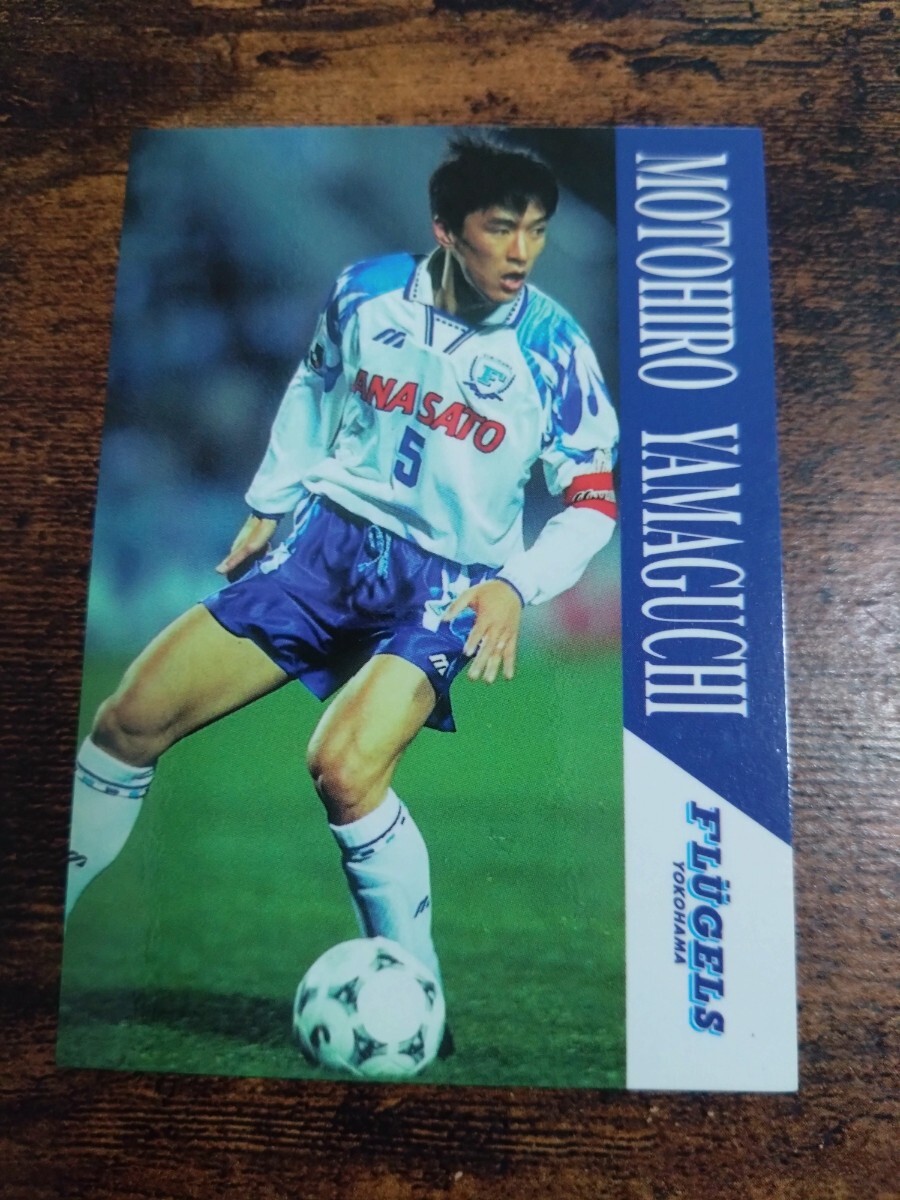 MOTOHIRO YAMAGUCHI
ANA SATO
5
F
FLÜGELS
YOKOHAMA